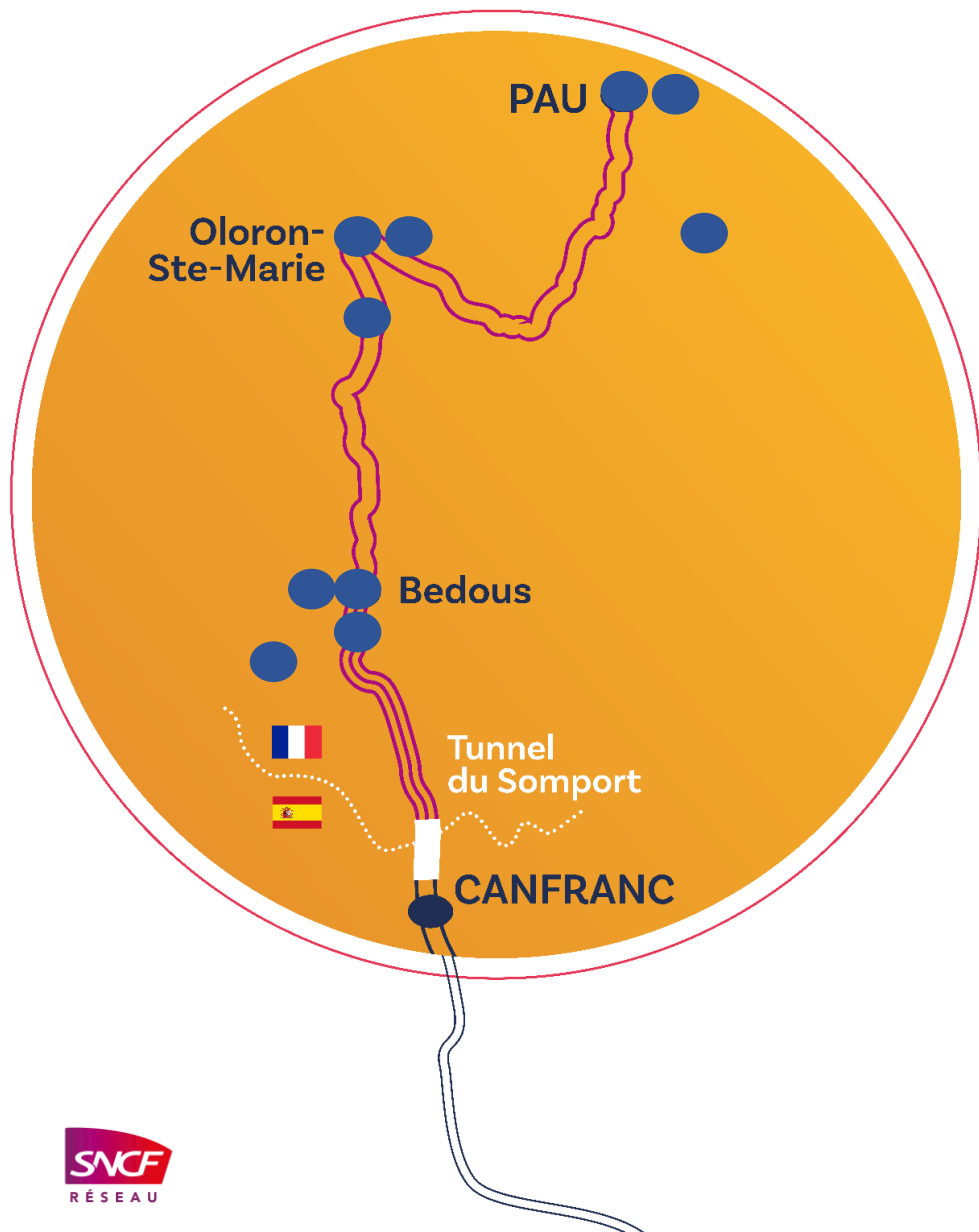 PAU
Oloron-
Ste-Marie
Bedous
Tunnel
du Somport
CANFRANC
SNCF
RÉSEAU